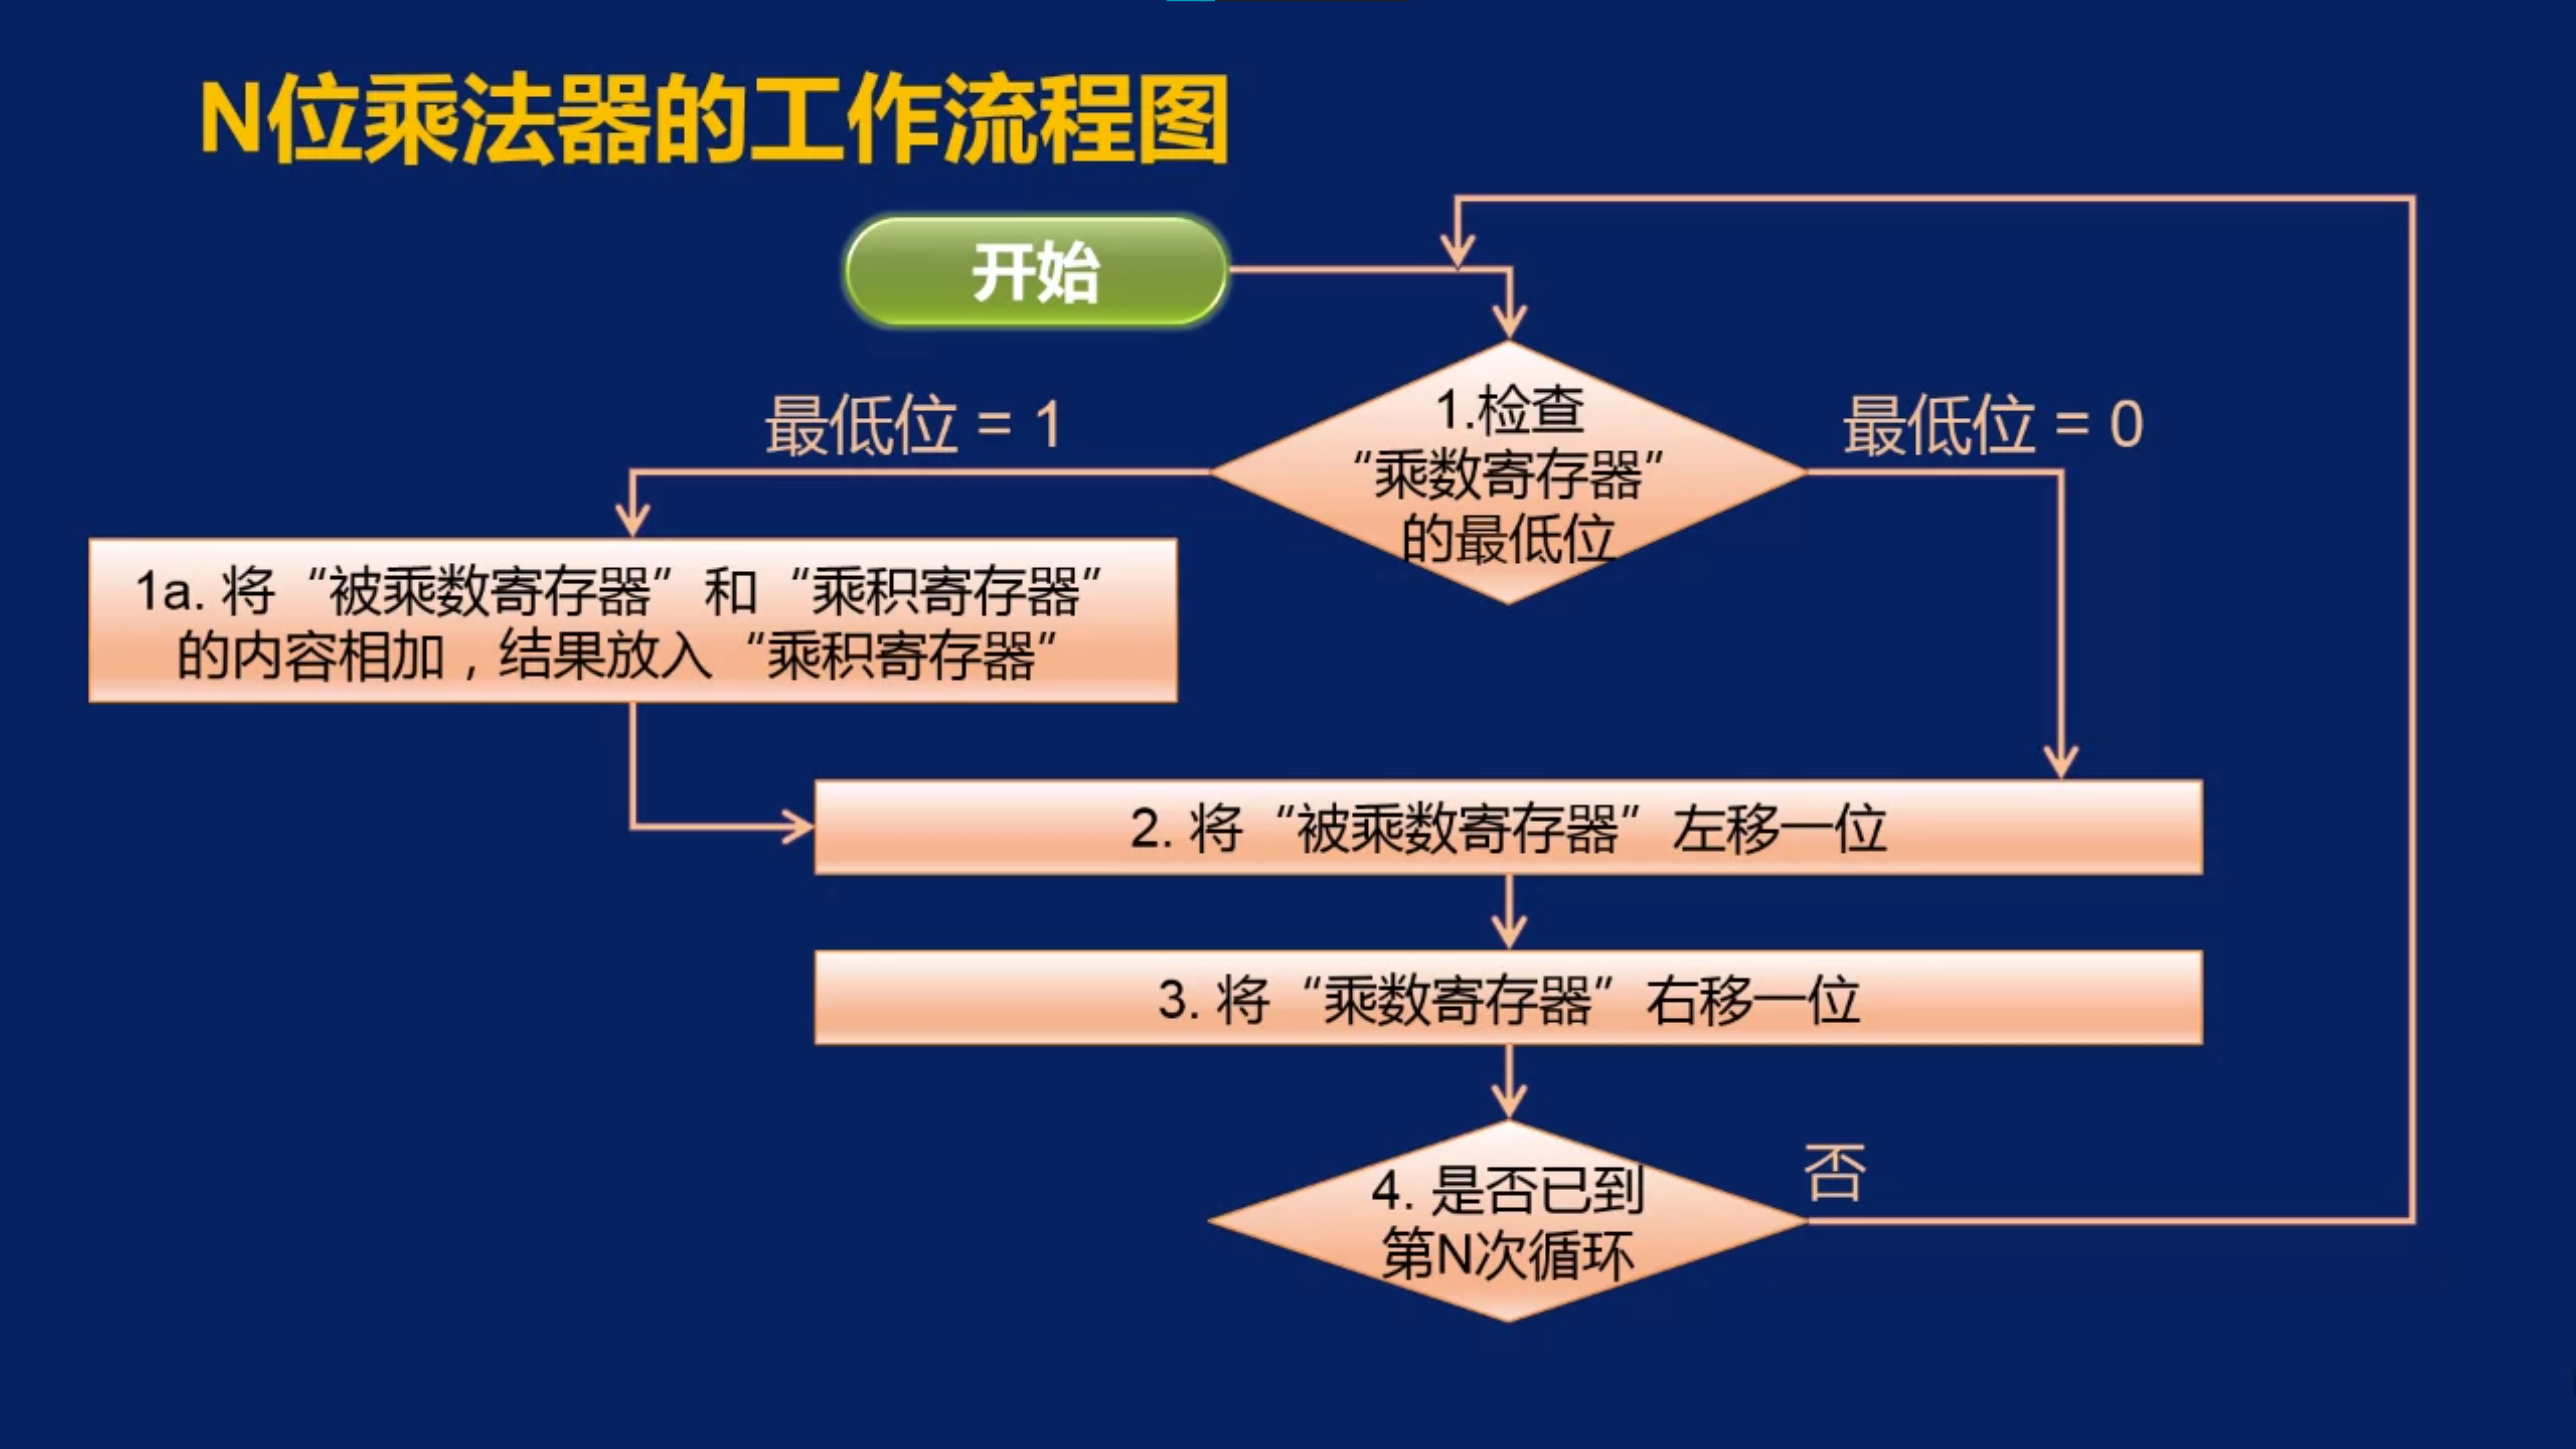 N位乘法器的工作流程图
开始
最低位 = 1
1.检查
“乘数寄存器”
的最低位
最低位 = 0
1a. 将“被乘数寄存器”和“乘积寄存器”
的内容相加，结果放入“乘积寄存器”
2. 将“被乘数寄存器”左移一位
3. 将“乘数寄存器”右移一位
4. 是否已到
第N次循环
否